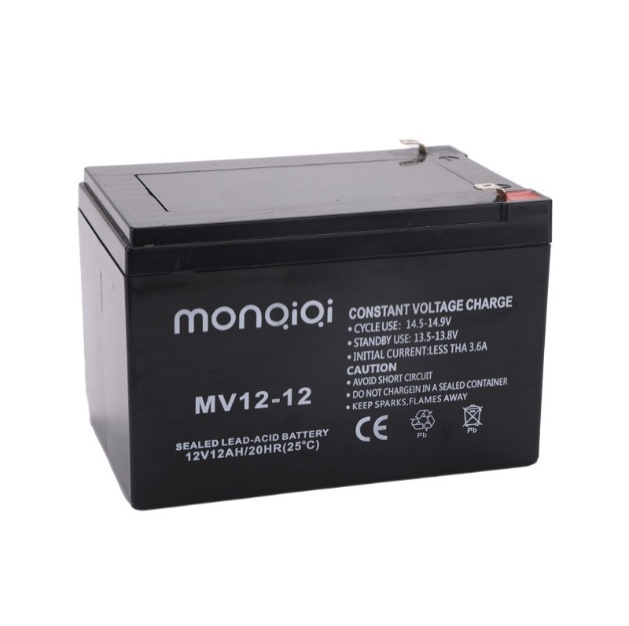 monqiqi
MV12-12
SEALED LEAD-ACID BATTERY
12V12AH/20HR(25°C)
CONSTANT VOLTAGE CHARGE
• CYCLE USE: 14.5-14.9V
• STANDBY USE: 13.5-13.8V
• INITIAL CURRENT:LESS THA 3.6A
CAUTION
• AVOID SHORT CIRCUIT
• DO NOT CHARGEIN A SEALED CONTAINER
• KEEP SPARKS,FLAMES AWAY
CE
Pb
Pb